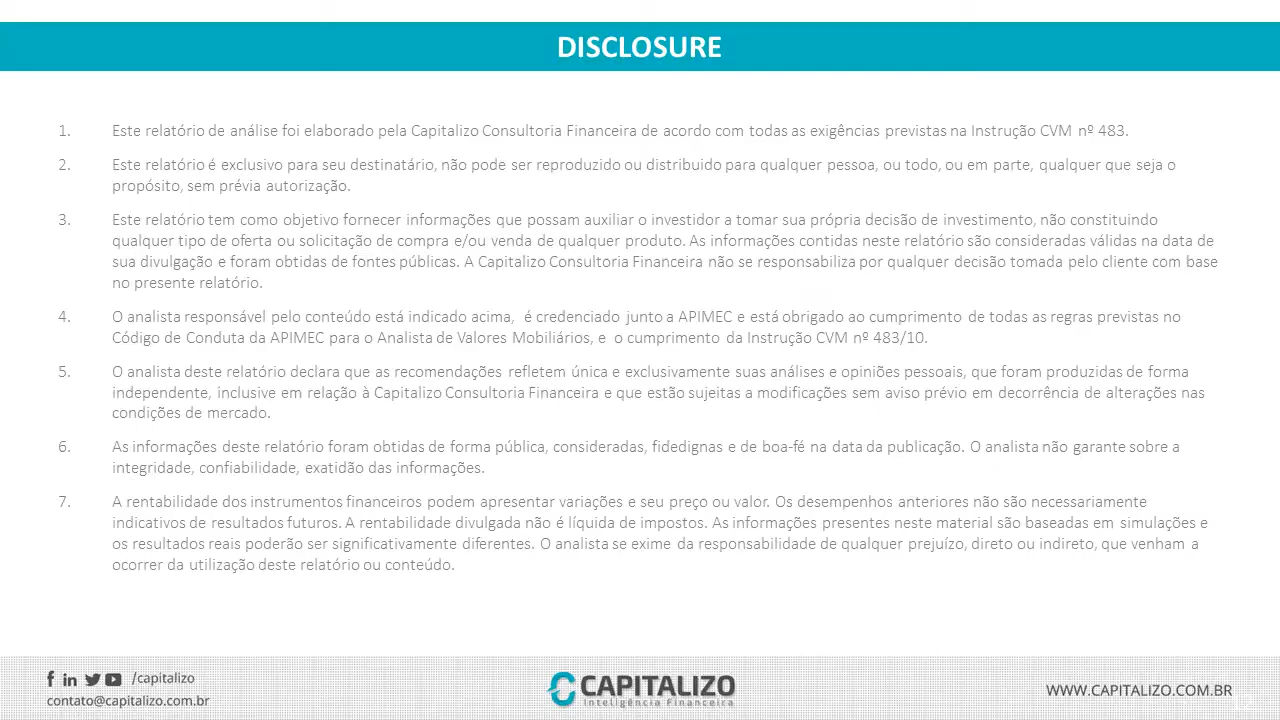 DISCLOSURE
1. Este relatório de análise foi elaborado pela Capitalizo Consultoria Financeira de acordo com todas as exigências previstas na Instrução CVM nº 483.
2. Este relatório é exclusivo para seu destinatário, não pode ser reproduzido ou distribuido para qualquer pessoa, ou todo, ou em parte, qualquer que seja o
propósito, sem prévia autorização.
3. Este relatório tem como objetivo fornecer informações que possam auxiliar o investidor a tomar sua própria decisão de investimento, não constituindo
qualquer tipo de oferta ou solicitação de compra e/ou venda de qualquer produto. As informações contidas neste relatório são consideradas válidas na data de
sua divulgação e foram obtidas de fontes públicas. A Capitalizo Consultoria Financeira não se responsabiliza por qualquer decisão tomada pelo cliente com base
no presente relatório.
4. O analista responsável pelo conteúdo está indicado acima, é credenciado junto a APIMEC e está obrigado ao cumprimento de todas as regras previstas no
Código de Conduta da APIMEC para o Analista de Valores Mobiliários, e o cumprimento da Instrução CVM nº 483/10.
5. O analista deste relatório declara que as recomendações refletem única e exclusivamente suas análises e opiniões pessoais, que foram produzidas de forma
independente, inclusive em relação à Capitalizo Consultoria Financeira e que estão sujeitas a modificações sem aviso prévio em decorrência de alterações nas
condições de mercado.
6. As informações deste relatório foram obtidas de forma pública, consideradas, fidedignas e de boa-fé na data da publicação. O analista não garante sobre a
integridade, confiabilidade, exatidão das informações.
7. A rentabilidade dos instrumentos financeiros podem apresentar variações e seu preço ou valor. Os desempenhos anteriores não são necessariamente
indicativos de resultados futuros. A rentabilidade divulgada não é líquida de impostos. As informações presentes neste material são baseadas em simulações e
os resultados reais poderão ser significativamente diferentes. O analista se exime da responsabilidade de qualquer prejuízo, direto ou indireto, que venham a
ocorrer da utilização deste relatório ou conteúdo.
/capitalizo
contato@capitalizo.com.br
CAPITALIZO
Inteligência Financeira
WWW.CAPITALIZO.COM.BR